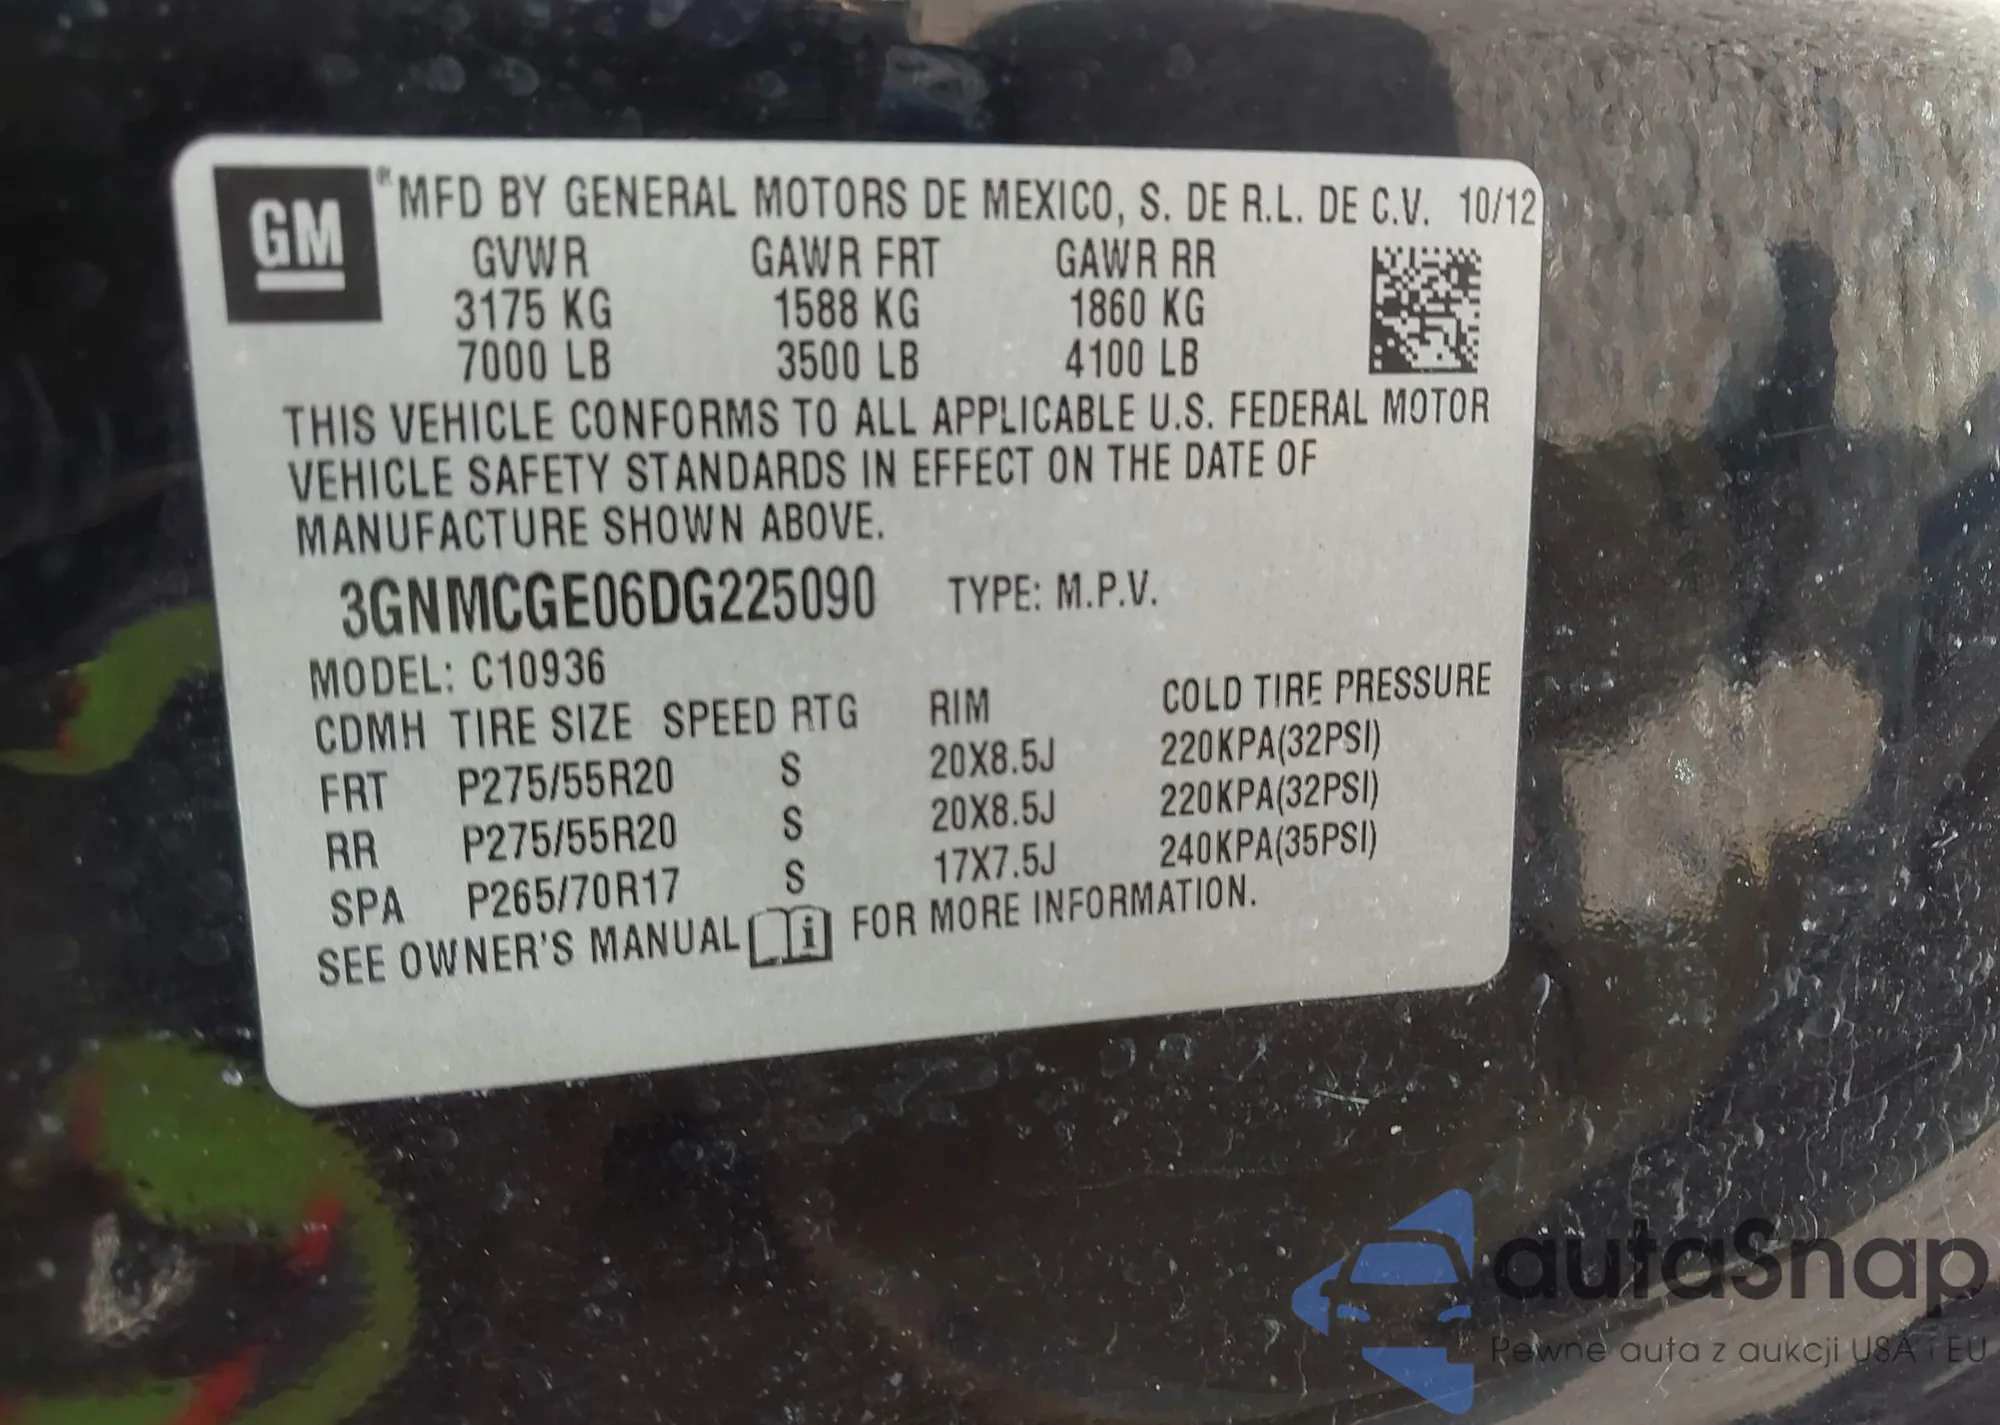 GM
® MFD BY GENERAL MOTORS DE MEXICO, S. DE R.L. DE C.V. 10/12
GVWR GAWR FRT GAWR RR
3175 KG 1588 KG 1860 KG
7000 LB 3500 LB 4100 LB
THIS VEHICLE CONFORMS TO ALL APPLICABLE U.S. FEDERAL MOTOR
VEHICLE SAFETY STANDARDS IN EFFECT ON THE DATE OF
MANUFACTURE SHOWN ABOVE.
3GNMCGE06DG225090 TYPE: M.P.V.
MODEL: C10936
CDMH TIRE SIZE SPEED RTG RIM COLD TIRE PRESSURE
FRT P275/55R20 S 20X8.5J 220KPA(32PSI)
RR P275/55R20 S 20X8.5J 220KPA(32PSI)
SPA P265/70R17 S 17X7.5J 240KPA(35PSI)
SEE OWNER'S MANUAL i FOR MORE INFORMATION.
autaSnap
Pewne auta z aukcji USA i EU